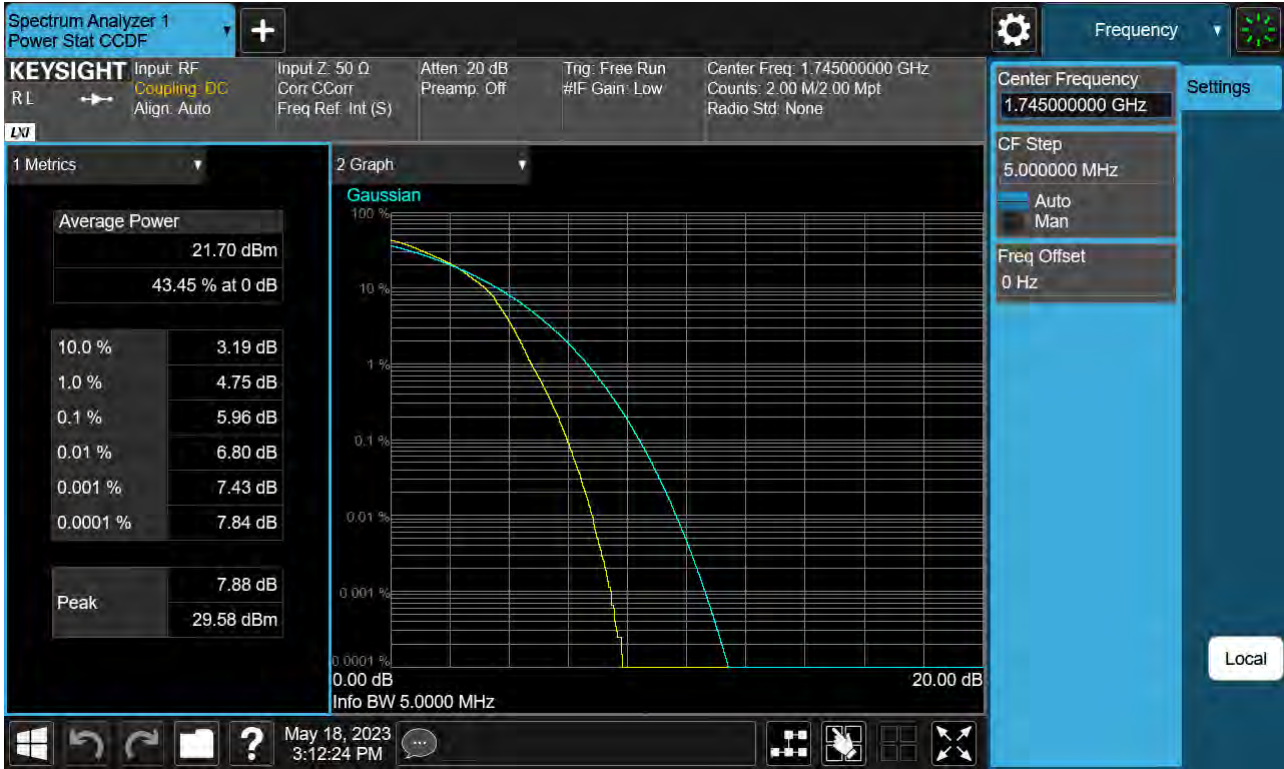 Spectrum Analyzer 1
Power Stat CCDF
+
Frequency
KEYSIGHT
RL
LXI
Input: RF
Coupling: DC
Align: Auto
Input Z: 50 Ω
Corr CCorr
Freq Ref: Int (S)
Atten: 20 dB
Preamp: Off
Trig: Free Run
#IF Gain: Low
Center Freq: 1.745000000 GHz
Counts: 2.00 M/2.00 Mpt
Radio Std: None
Center Frequency
1.745000000 GHz
Settings
CF Step
5.000000 MHz
Auto
Man
Freq Offset
0 Hz
Local
1 Metrics
Average Power
21.70 dBm
43.45 % at 0 dB
10.0 % 3.19 dB
1.0 % 4.75 dB
0.1 % 5.96 dB
0.01 % 6.80 dB
0.001 % 7.43 dB
0.0001 % 7.84 dB
Peak
7.88 dB
29.58 dBm
2 Graph
Gaussian
100 %
10 %
1 %
0.1 %
0.01 %
0.001 %
0.0001 %
0.00 dB 20.00 dB
Info BW 5.0000 MHz
?
May 18, 2023
3:12:24 PM